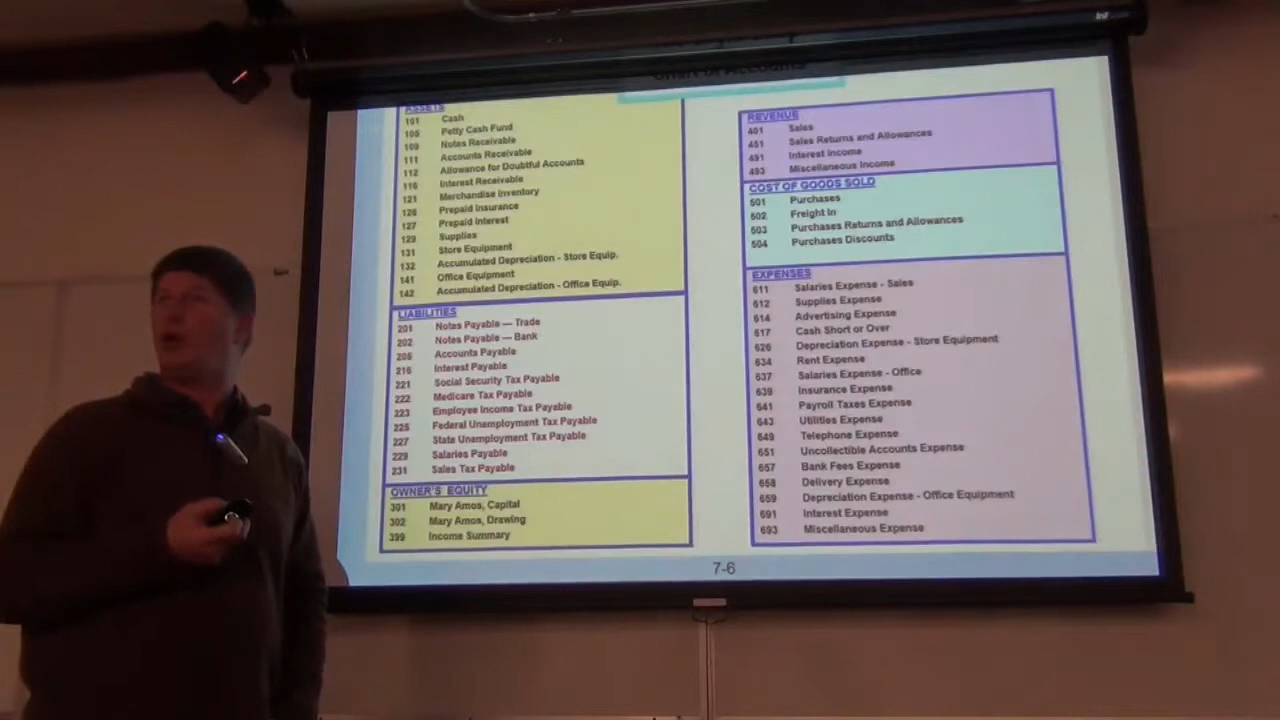 Chart of Accounts
ASSETS
101 Cash
105 Petty Cash Fund
109 Notes Receivable
111 Accounts Receivable
112 Allowance for Doubtful Accounts
116 Interest Receivable
121 Merchandise Inventory
126 Prepaid Insurance
127 Prepaid Interest
129 Supplies
131 Store Equipment
132 Accumulated Depreciation - Store Equip.
141 Office Equipment
142 Accumulated Depreciation - Office Equip.
LIABILITIES
201 Notes Payable — Trade
202 Notes Payable — Bank
205 Accounts Payable
216 Interest Payable
221 Social Security Tax Payable
222 Medicare Tax Payable
223 Employee Income Tax Payable
225 Federal Unemployment Tax Payable
227 State Unemployment Tax Payable
229 Salaries Payable
231 Sales Tax Payable
OWNER'S EQUITY
301 Mary Amos, Capital
302 Mary Amos, Drawing
399 Income Summary
REVENUE
401 Sales
451 Sales Returns and Allowances
491 Interest Income
493 Miscellaneous Income
COST OF GOODS SOLD
501 Purchases
502 Freight In
503 Purchases Returns and Allowances
504 Purchases Discounts
EXPENSES
611 Salaries Expense - Sales
612 Supplies Expense
614 Advertising Expense
617 Cash Short or Over
626 Depreciation Expense - Store Equipment
634 Rent Expense
637 Salaries Expense - Office
639 Insurance Expense
641 Payroll Taxes Expense
643 Utilities Expense
649 Telephone Expense
651 Uncollectible Accounts Expense
657 Bank Fees Expense
658 Delivery Expense
659 Depreciation Expense - Office Equipment
691 Interest Expense
693 Miscellaneous Expense
7-6